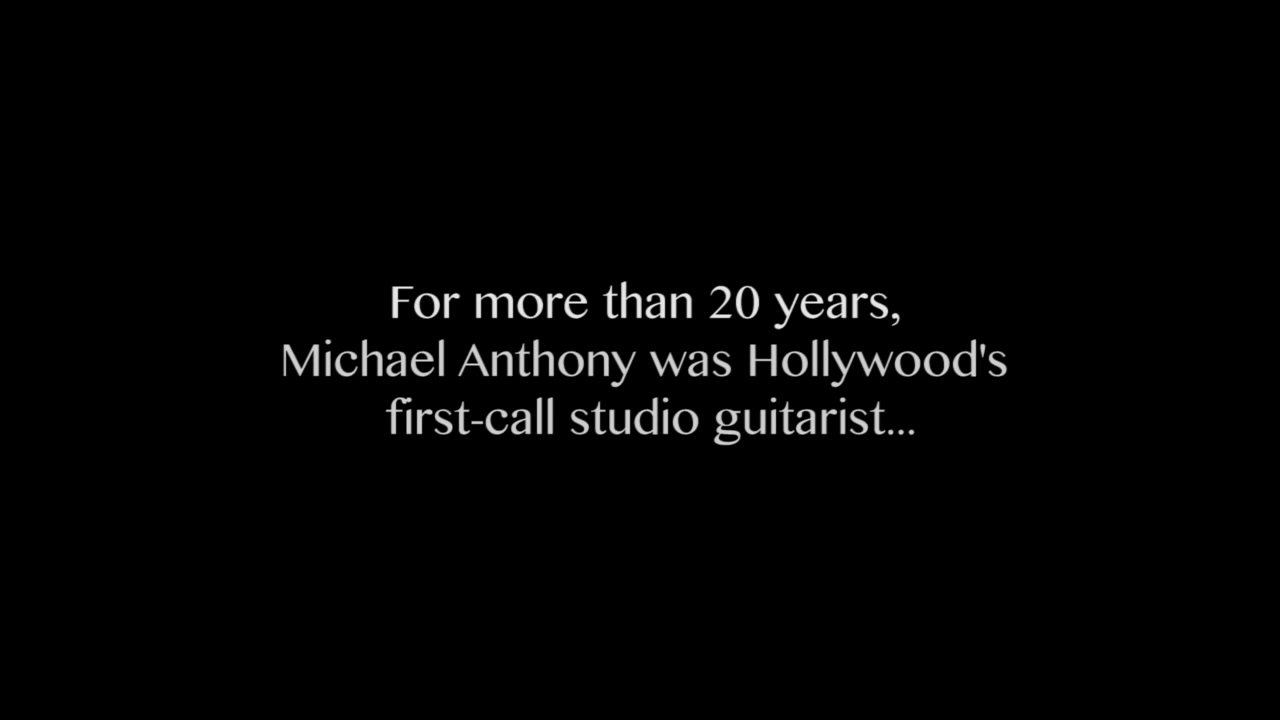 For more than 20 years,
Michael Anthony was Hollywood's
first-call studio guitarist...